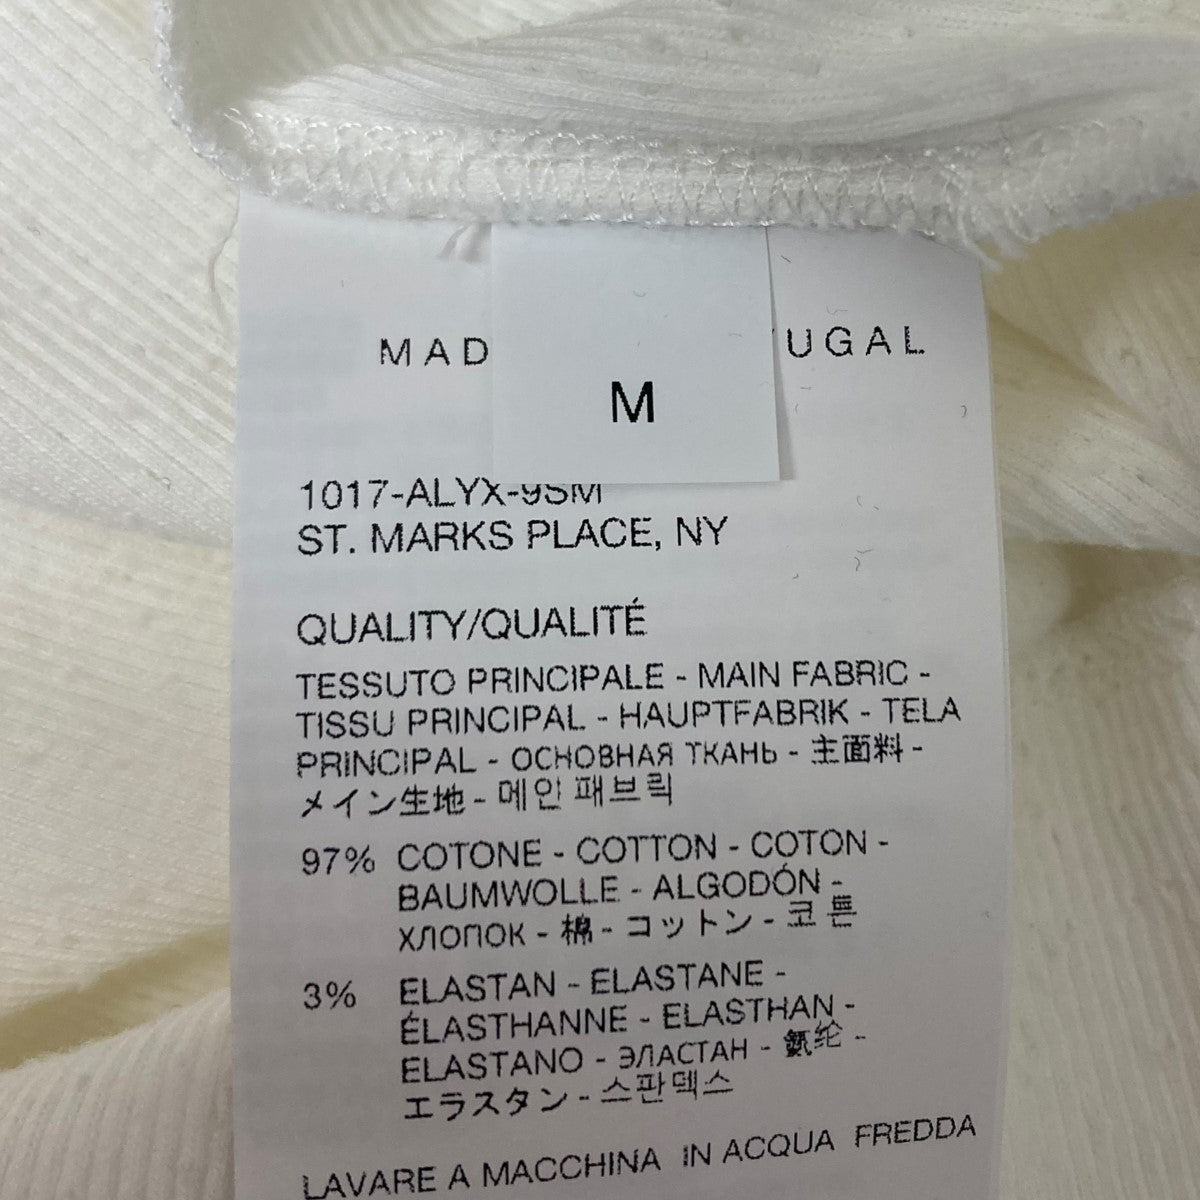 MAD UGAL
M
1017-ALYX-9SM
ST. MARKS PLACE, NY
QUALITY/QUALITÉ
TESSUTO PRINCIPALE - MAIN FABRIC -
TISSU PRINCIPAL - HAUPTFABRIK - TELA
PRINCIPAL - ОСНОВНАЯ ТКАНЬ - 主面料 -
メイン生地 - 메인 패브릭
97% COTONE - COTTON - COTON -
BAUMWOLLE - ALGODÓN -
ХЛОПОК - 棉 - コットン - 코튼
3% ELASTAN - ELASTANE -
ÉLASTHANNE - ELASTHAN -
ELASTANO - ЭЛАСТАН - 氨纶 -
エラスタン - 스판덱스
LAVARE A MACCHINA IN ACQUA FREDDA